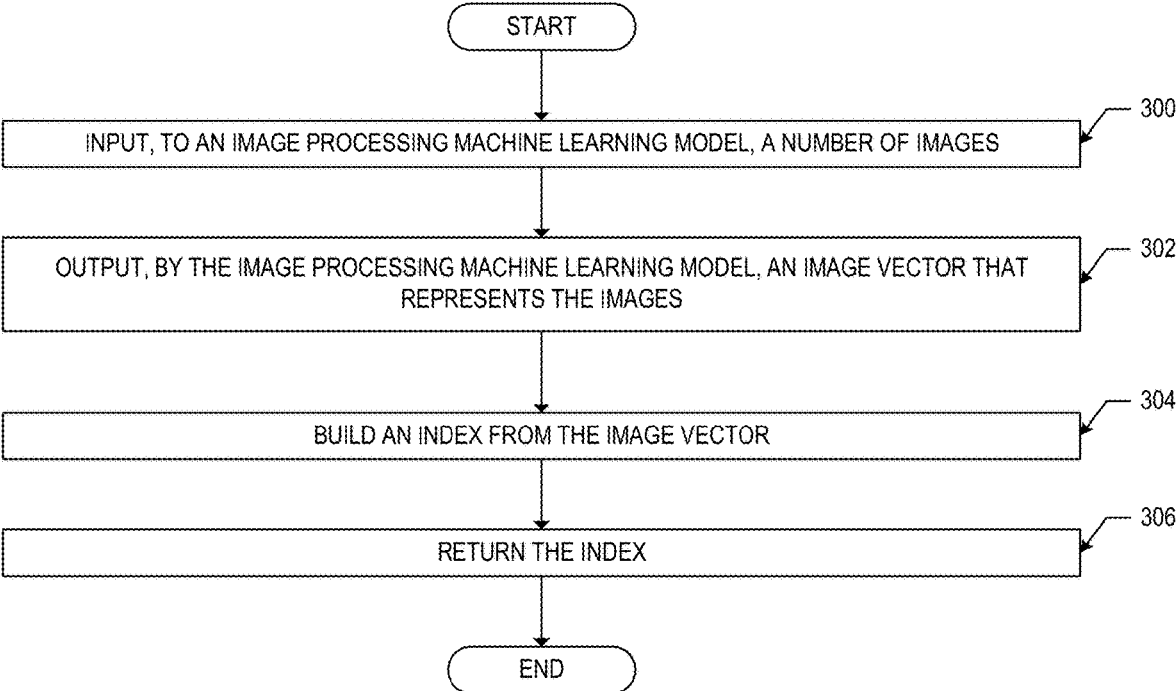 START
300
INPUT, TO AN IMAGE PROCESSING MACHINE LEARNING MODEL, A NUMBER OF IMAGES
302
OUTPUT, BY THE IMAGE PROCESSING MACHINE LEARNING MODEL, AN IMAGE VECTOR THAT
REPRESENTS THE IMAGES
304
BUILD AN INDEX FROM THE IMAGE VECTOR
306
RETURN THE INDEX
END